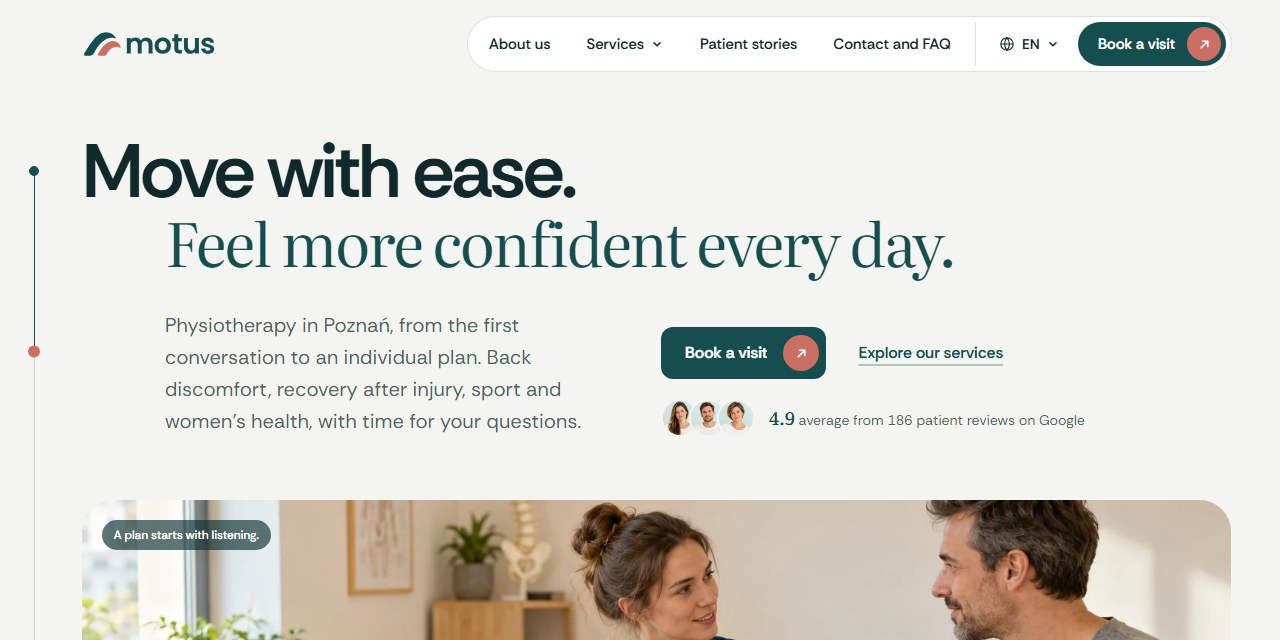 motus
About us
Services
Patient stories
Contact and FAQ
EN
Book a visit
Move with ease.
Feel more confident every day.
Physiotherapy in Poznań, from the first
conversation to an individual plan. Back
discomfort, recovery after injury, sport and
women’s health, with time for your questions.
Book a visit
Explore our services
4.9 average from 186 patient reviews on Google
A plan starts with listening.